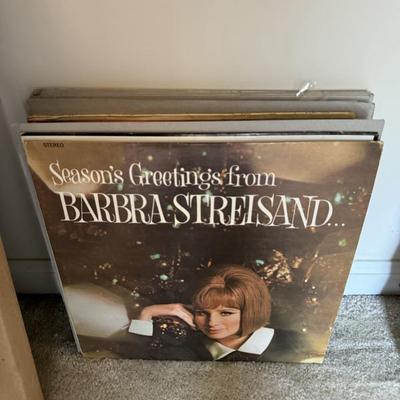 STEREO
Season's Greetings from
BARBRA STREISAND...